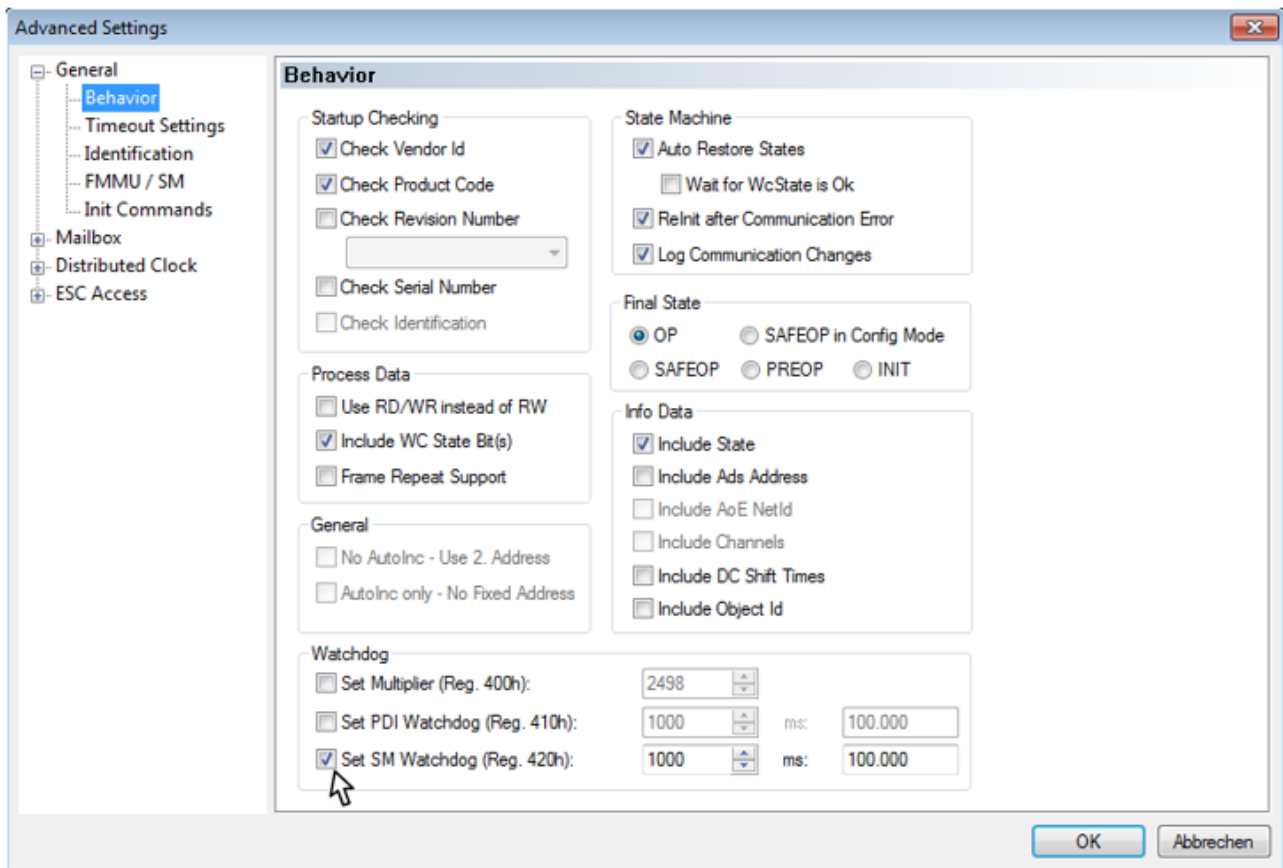 Advanced Settings
General
Behavior
Timeout Settings
Identification
FMMU / SM
Init Commands
Mailbox
Distributed Clock
ESC Access
Behavior
Startup Checking
Check Vendor Id
Check Product Code
Check Revision Number
Check Serial Number
Check Identification
Process Data
Use RD/WR instead of RW
Include WC State Bit(s)
Frame Repeat Support
General
No AutoInc - Use 2. Address
AutoInc only - No Fixed Address
State Machine
Auto Restore States
Wait for WcState is Ok
ReInit after Communication Error
Log Communication Changes
Final State
OP SAFEOP in Config Mode
SAFEOP PREOP INIT
Info Data
Include State
Include Ads Address
Include AoE NetId
Include Channels
Include DC Shift Times
Include Object Id
Watchdog
Set Multiplier (Reg. 400h): 2498
Set PDI Watchdog (Reg. 410h): 1000 ms: 100.000
Set SM Watchdog (Reg. 420h): 1000 ms: 100.000
OK Abbrechen